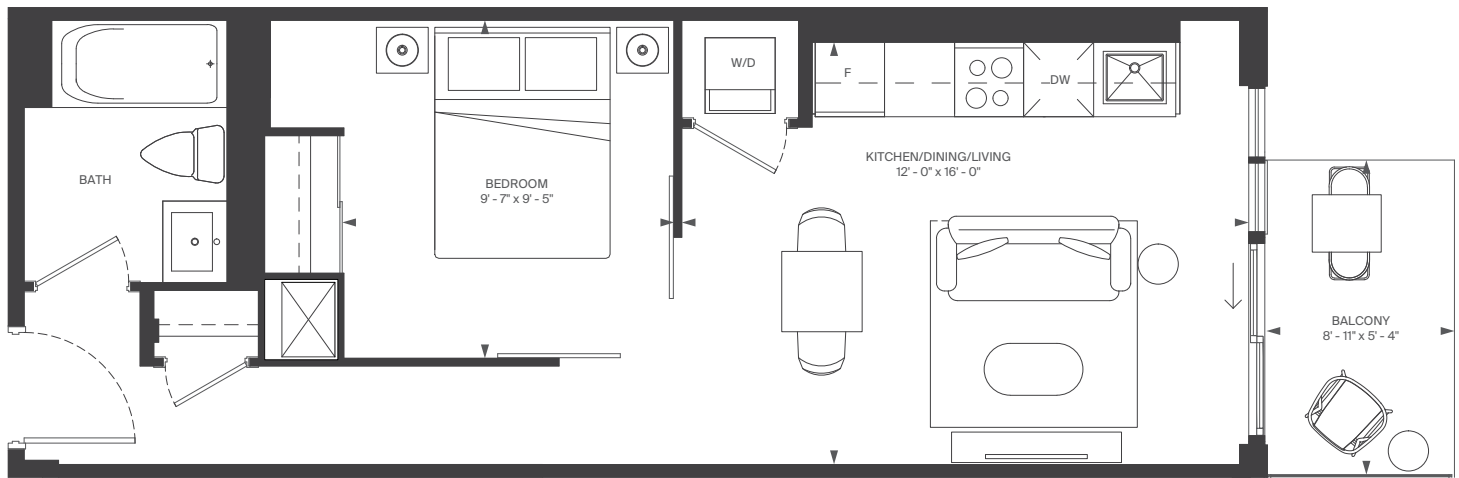 BATH
BEDROOM
9' - 7" x 9' - 5"
W/D
F
DW
KITCHEN/DINING/LIVING
12' - 0" x 16' - 0"
BALCONY
8' - 11" x 5' - 4"